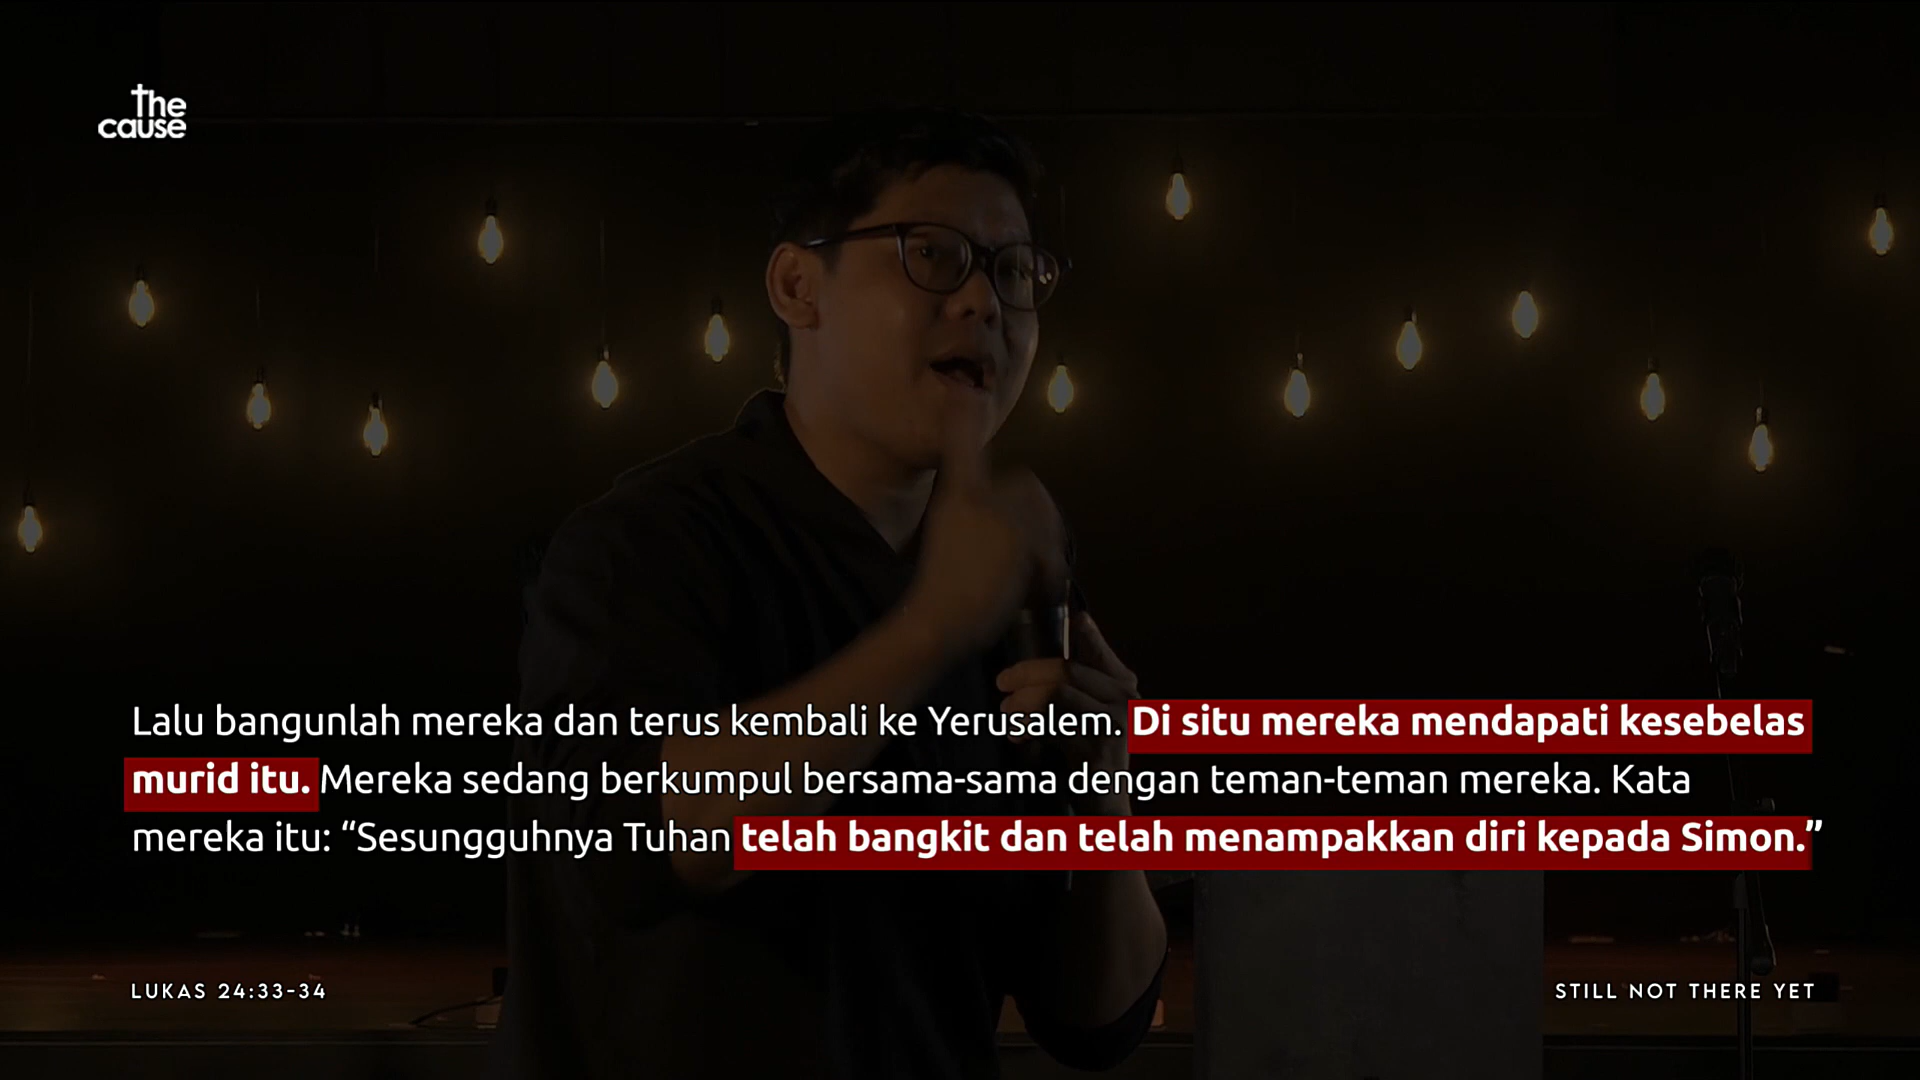 the
cause
Lalu bangunlah mereka dan terus kembali ke Yerusalem. Di situ mereka mendapati kesebelas
murid itu. Mereka sedang berkumpul bersama-sama dengan teman-teman mereka. Kata
mereka itu: “Sesungguhnya Tuhan telah bangkit dan telah menampakkan diri kepada Simon.”
LUKAS 24:33-34
STILL NOT THERE YET